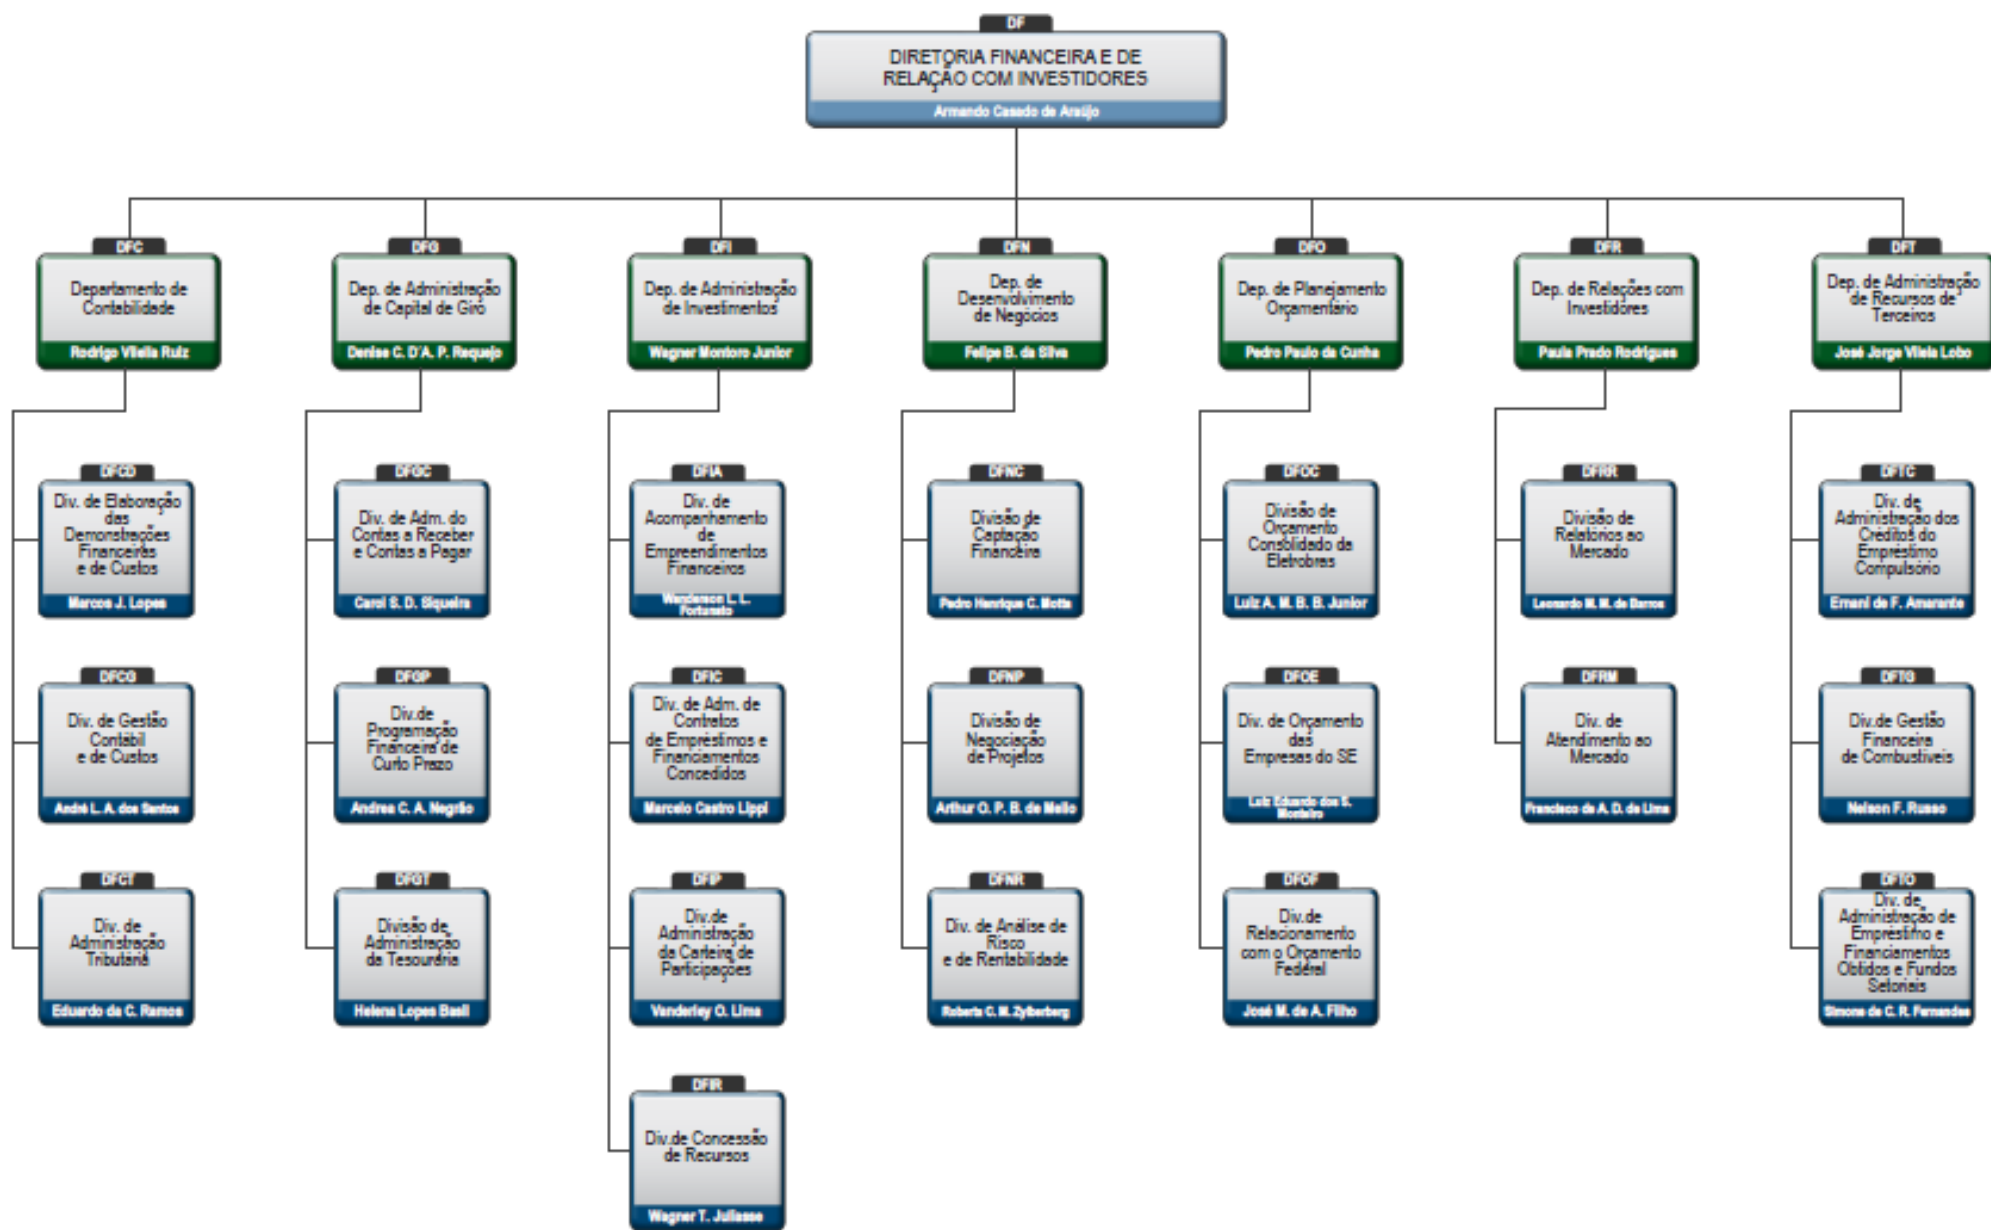 DF
DIRETORIA FINANCEIRA E DE
RELAÇÃO COM INVESTIDORES
Armando Casado de Araújo
DFC
Departamento de
Contabilidade
Rodrigo Vilella Ruiz
DFG
Dep. de Administração
de Capital de Giro
Denise C. D'A. P. Requejo
DFI
Dep. de Administração
de Investimentos
Wagner Montoro Junior
DFN
Dep. de
Desenvolvimento
de Negócios
Felipe B. da Silva
DFO
Dep. de Planejamento
Orçamentário
Pedro Paulo da Cunha
DFR
Dep. de Relações com
Investidores
Paula Prado Rodrigues
DFT
Dep. de Administração
de Recursos de
Terceiros
José Jorge Vilela Lobo
DFCD
Div. de Elaboração
das
Demonstrações
Financeiras
e de Custos
Marcos J. Lopes
DFGC
Div. de Adm. do
Contas a Receber
e Contas a Pagar
Carol S. D. Siqueira
DFIA
Div. de
Acompanhamento
de
Empreendimentos
Financeiros
Wanderson L. L.
Fortunato
DFNC
Divisão de
Captação
Financeira
Pedro Henrique C. Motta
DFOC
Divisão de
Orçamento
Consolidado da
Eletrobras
Luiz A. M. B. B. Junior
DFRR
Divisão de
Relatórios ao
Mercado
Leonardo M. M. de Barros
DFTC
Div. de
Administração dos
Créditos do
Empréstimo
Compulsório
Ernani de F. Amarante
DFCG
Div. de Gestão
Contábil
e de Custos
André L. A. dos Santos
DFGP
Div.de
Programação
Financeira de
Curto Prazo
Andrea C. A. Negrão
DFIC
Div. de Adm. de
Contratos
de Empréstimos e
Financiamentos
Concedidos
Marcelo Castro Lippi
DFNP
Divisão de
Negociação
de Projetos
Arthur O. P. B. de Mello
DFOE
Div. de Orçamento
das
Empresas do SE
Luiz Eduardo dos S.
Monteiro
DFRM
Div. de
Atendimento ao
Mercado
Francisco de A. D. de Lima
DFTG
Div.de Gestão
Financeira
de Combustíveis
Nelson F. Russo
DFCT
Div. de
Administração
Tributária
Eduardo da C. Ramos
DFGT
Divisão de
Administração
da Tesouraria
Helena Lopes Basil
DFIP
Div.de
Administração
da Carteira de
Participações
Vanderley O. Lima
DFNR
Div. de Análise de
Risco
e de Rentabilidade
Roberta C. M. Zylberberg
DFOF
Div.de
Relacionamento
com o Orçamento
Federal
José M. de A. Filho
DFTO
Div. de
Administração de
Empréstimo e
Financiamentos
Obtidos e Fundos
Setoriais
Simone de C. R. Fernandes
DFIR
Div.de Concessão
de Recursos
Wagner T. Juliasse